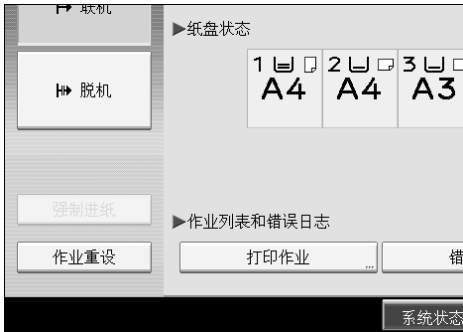 联机
▶纸盘状态
1 2 3
A4 A4 A3
脱机
强制进纸
▶作业列表和错误日志
作业重设 打印作业... 错
系统状态